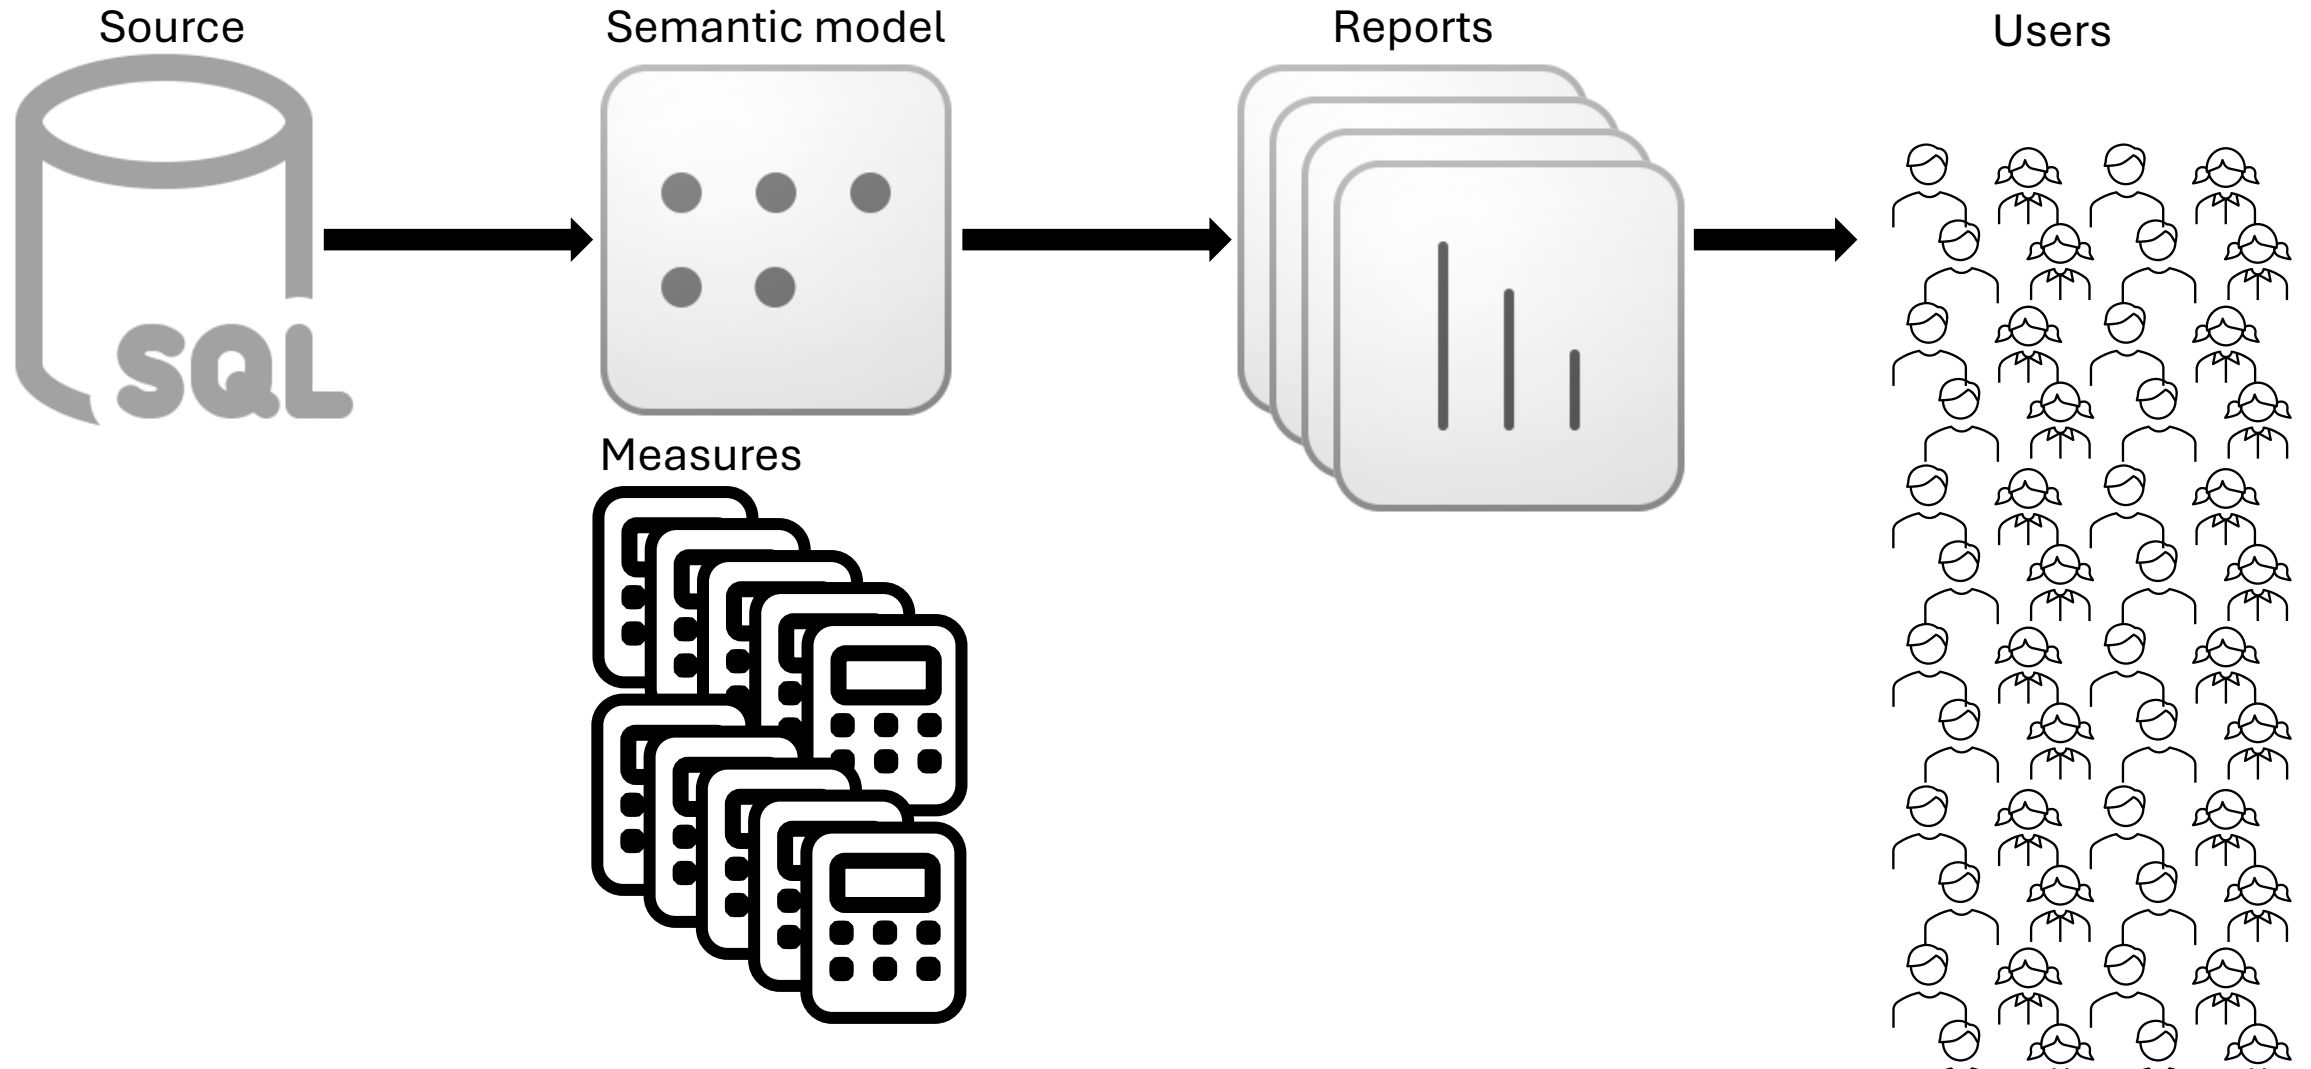 Source
Semantic model
Reports
Users
SQL
Measures